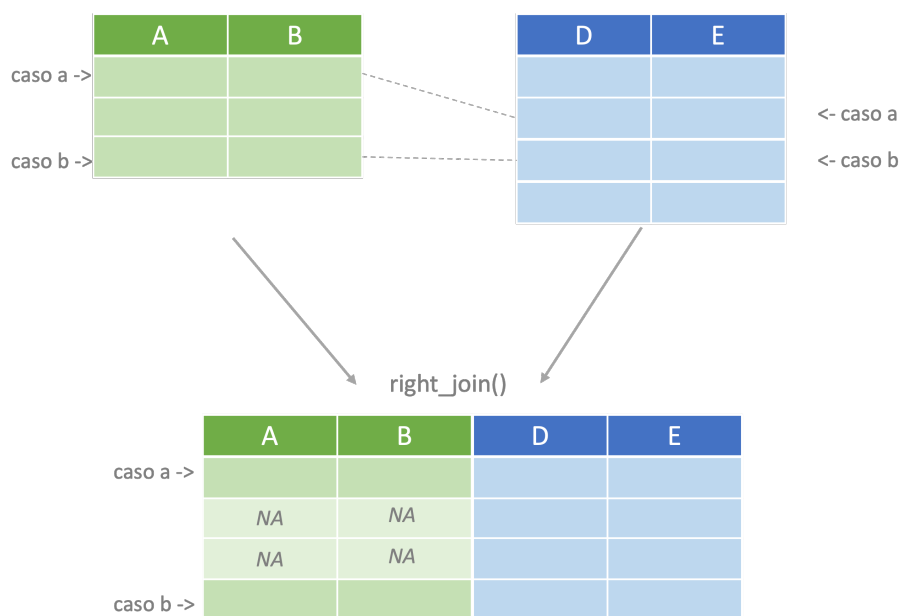 A B D E
caso a ->
<- caso a
caso b -> <- caso b
right_join()
A B D E
caso a ->
NA NA
NA NA
caso b ->